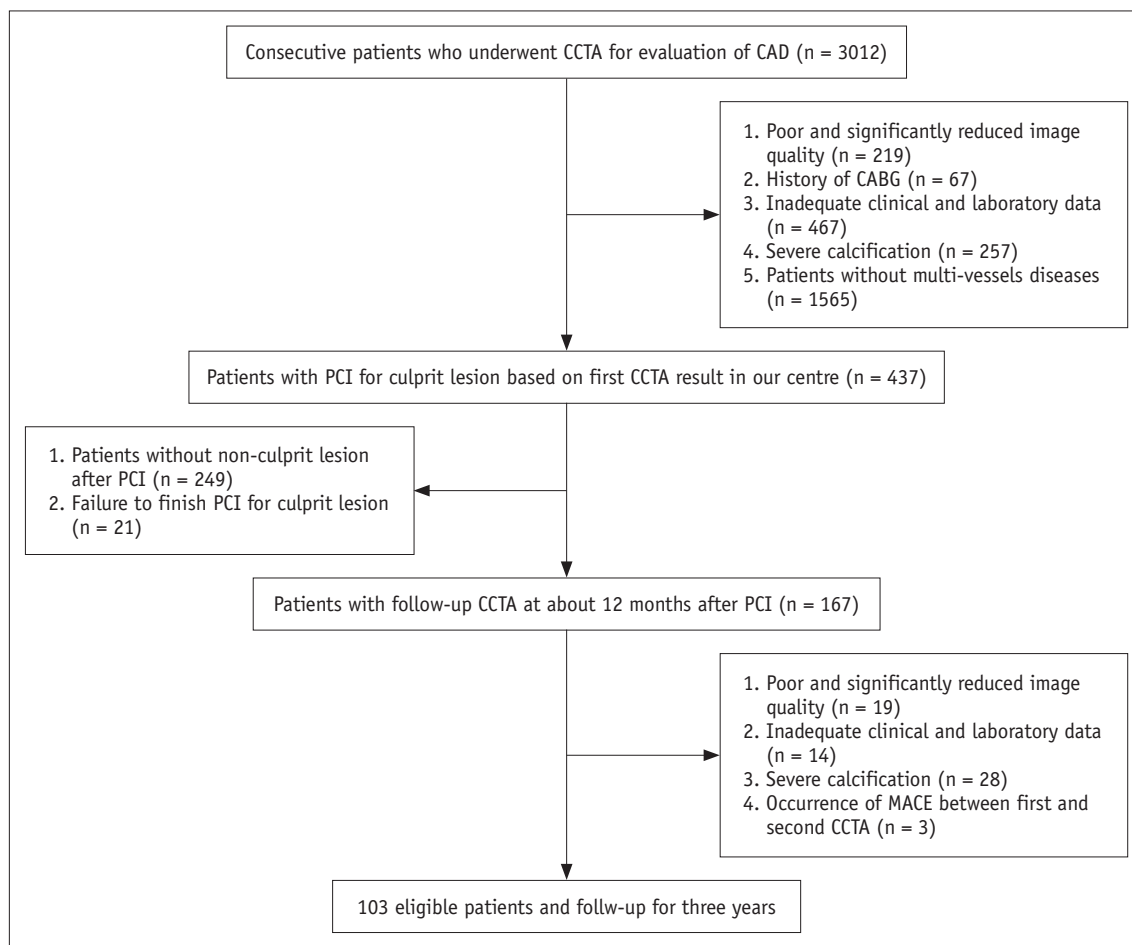 Consecutive patients who underwent CCTA for evaluation of CAD (n = 3012)
1. Poor and significantly reduced image
quality (n = 219)
2. History of CABG (n = 67)
3. Inadequate clinical and laboratory data
(n = 467)
4. Severe calcification (n = 257)
5. Patients without multi-vessels diseases
(n = 1565)
Patients with PCI for culprit lesion based on first CCTA result in our centre (n = 437)
1. Patients without non-culprit lesion
after PCI (n = 249)
2. Failure to finish PCI for culprit lesion
(n = 21)
Patients with follow-up CCTA at about 12 months after PCI (n = 167)
1. Poor and significantly reduced image
quality (n = 19)
2. Inadequate clinical and laboratory data
(n = 14)
3. Severe calcification (n = 28)
4. Occurrence of MACE between first and
second CCTA (n = 3)
103 eligible patients and follw-up for three years